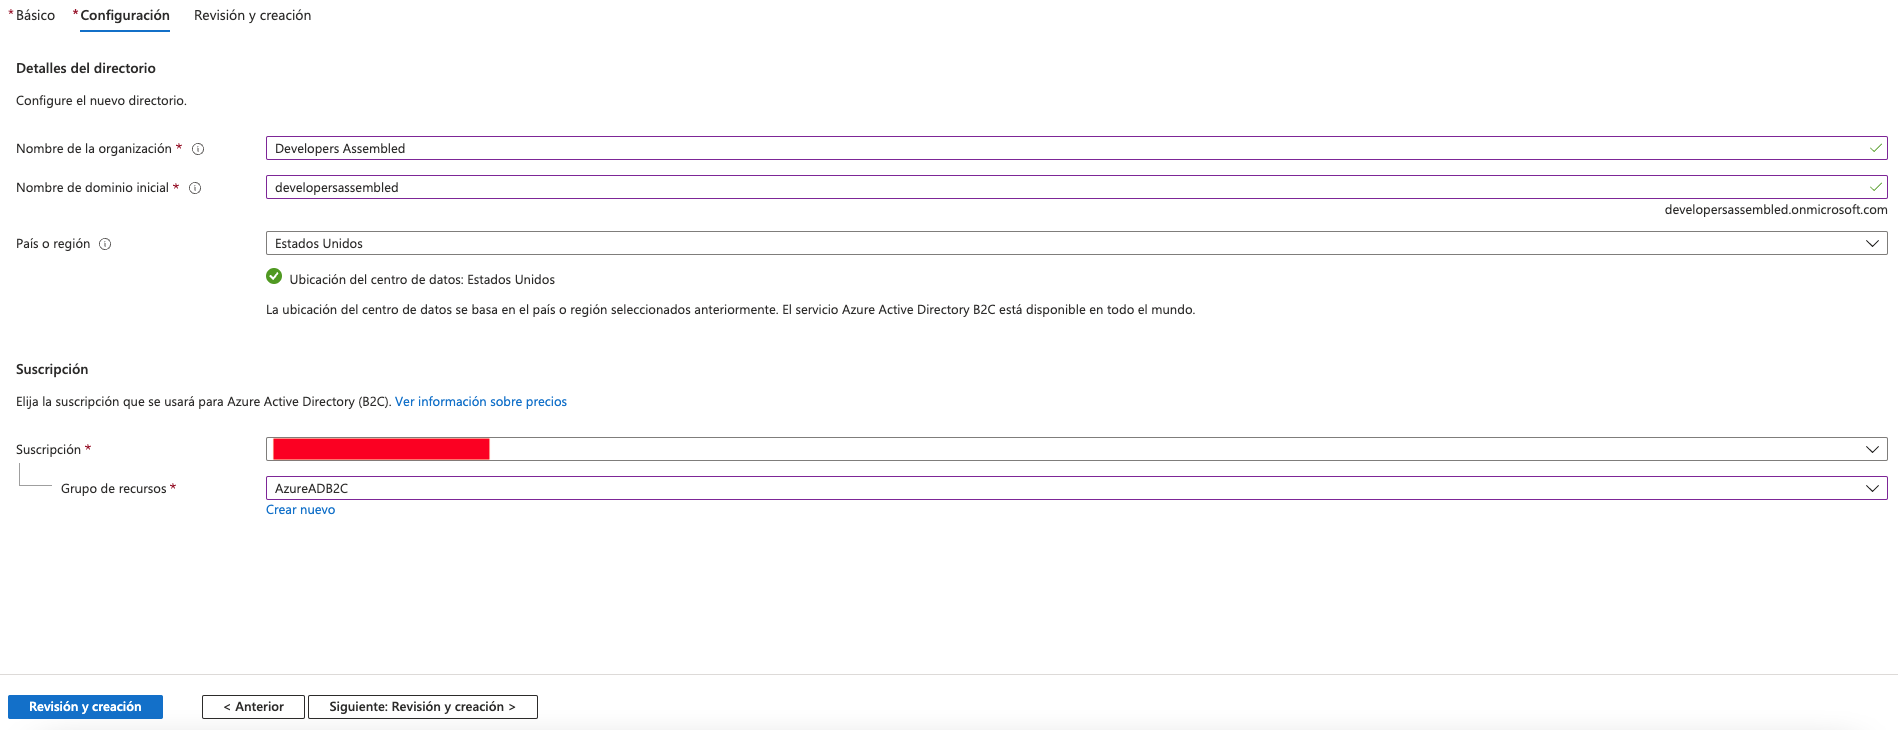 * Básico * Configuración Revisión y creación
Detalles del directorio
Configure el nuevo directorio.
Nombre de la organización * Developers Assembled
Nombre de dominio inicial * developersassembled
developersassembled.onmicrosoft.com
País o región Estados Unidos
Ubicación del centro de datos: Estados Unidos
La ubicación del centro de datos se basa en el país o región seleccionados anteriormente. El servicio Azure Active Directory B2C está disponible en todo el mundo.
Suscripción
Elija la suscripción que se usará para Azure Active Directory (B2C). Ver información sobre precios
Suscripción *
Grupo de recursos * AzureADB2C
Crear nuevo
Revisión y creación < Anterior Siguiente: Revisión y creación >